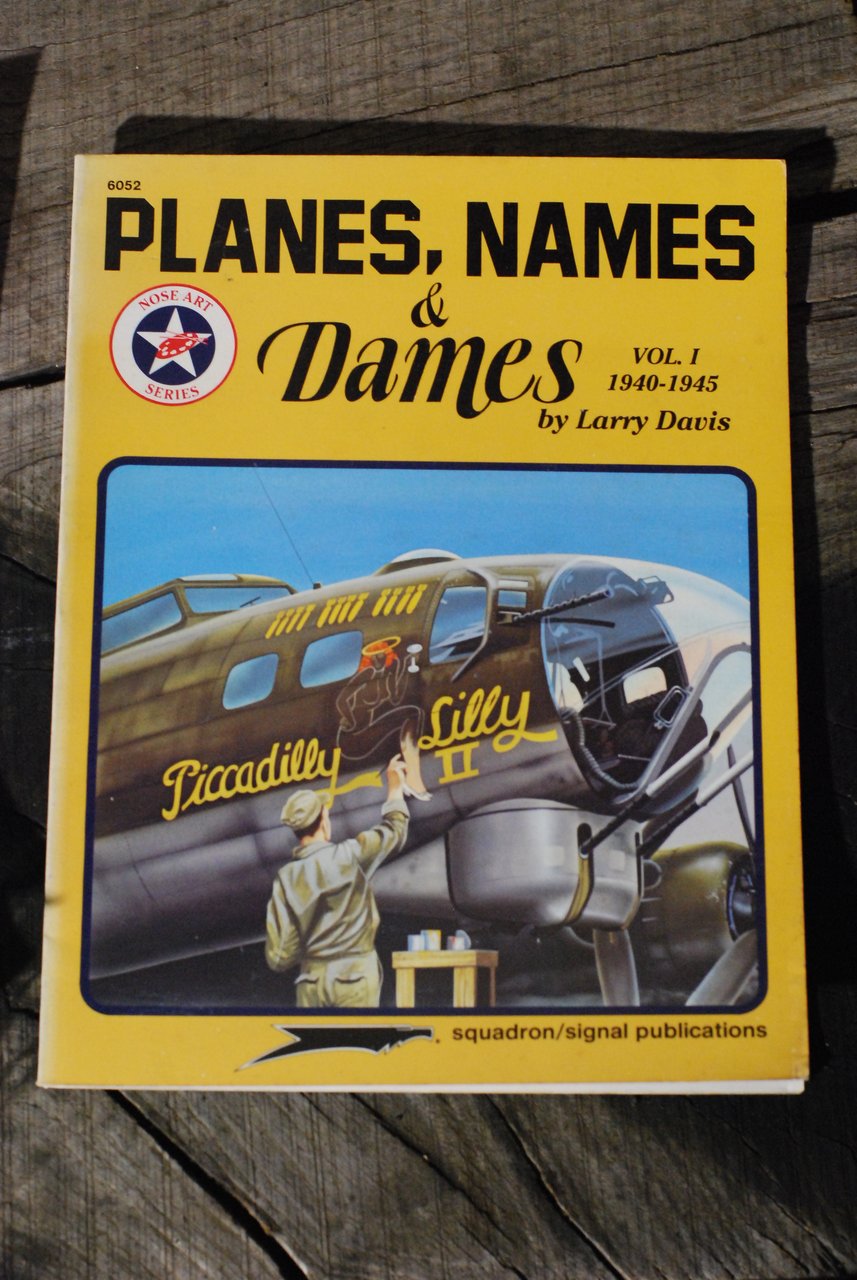 6052
PLANES, NAMES
&
Dames
NOSE ART
SERIES
VOL. I
1940-1945
by Larry Davis
Piccadilly
Lilly
II
squadron/signal publications